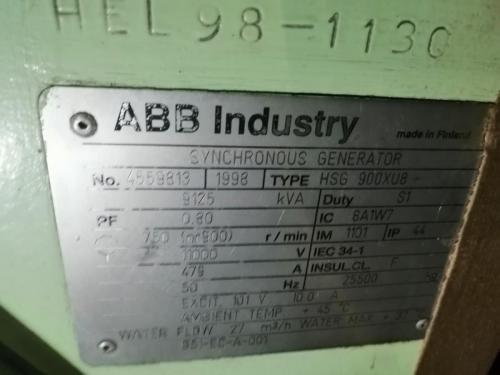 HEL 98-1130
ABB Industry
made in Finland
SYNCHRONOUS GENERATOR
No. 4559813 1998 TYPE HSG 900XU8
9125 kVA Duty S1
PF 0.80 IC 8A1W7
750 r/min IM 1101 IP 44
11000 V IEC 34-1
479 A INSUL.CL. F
50 Hz 25500
EXCIT. 101 V 10.0 A
AMBIENT TEMP + 45 °C
WATER FLOW 27 m³/h WATER MAX + 37